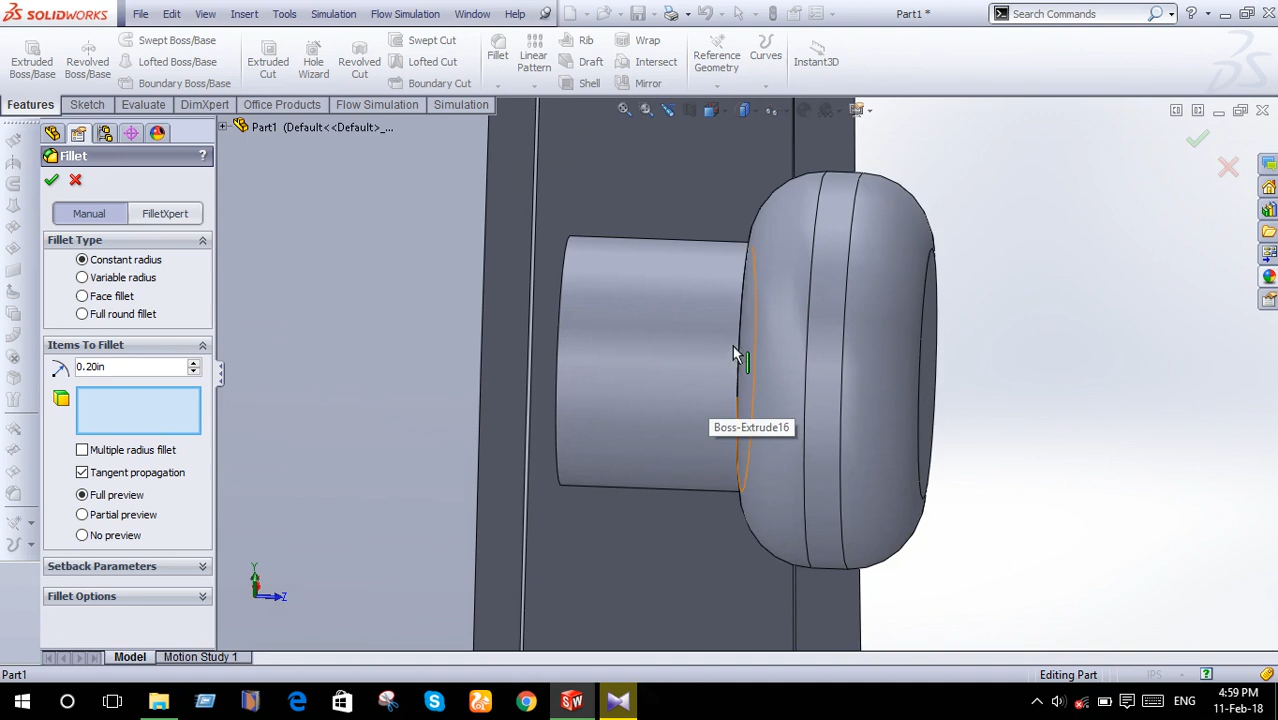 SOLIDWORKS File Edit View Insert Tools Simulation Flow Simulation Window Help Part1 * Search Commands
Extruded Boss/Base
Revolved Boss/Base
Swept Boss/Base
Lofted Boss/Base
Boundary Boss/Base
Extruded Cut
Hole Wizard
Revolved Cut
Swept Cut
Lofted Cut
Boundary Cut
Fillet
Linear Pattern
Rib
Draft
Shell
Wrap
Intersect
Mirror
Reference Geometry
Curves
Instant3D
Features Sketch Evaluate DimXpert Office Products Flow Simulation Simulation
Part1 (Default<<Default>_...
Fillet ?
Manual FilletXpert
Fillet Type
Constant radius
Variable radius
Face fillet
Full round fillet
Items To Fillet
0.20in
Multiple radius fillet
Tangent propagation
Full preview
Partial preview
No preview
Setback Parameters
Fillet Options
Boss-Extrude16
Y
Z
Model Motion Study 1
Part1 Editing Part IPS
ENG 4:59 PM
11-Feb-18